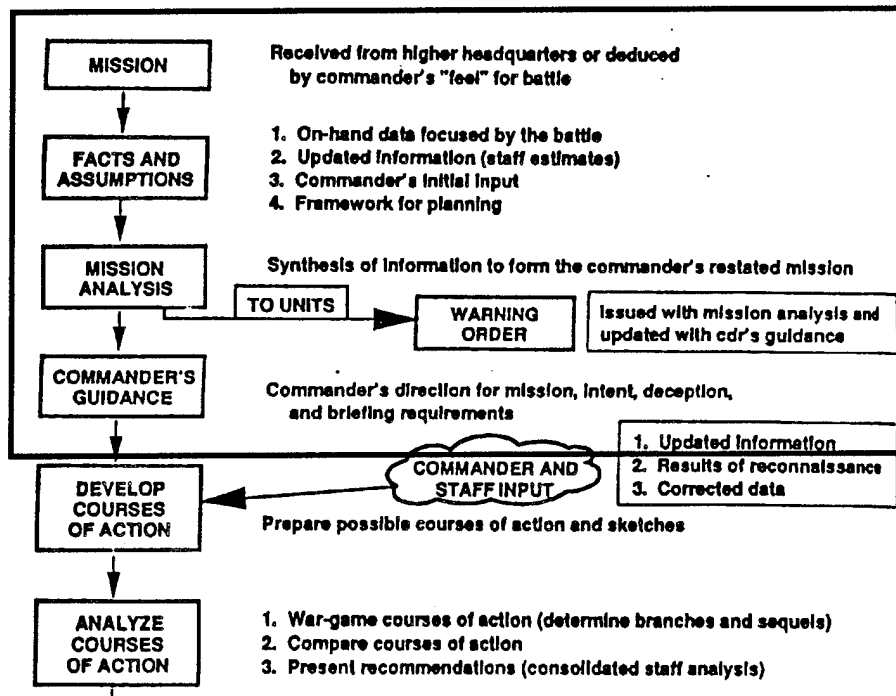 MISSION
Received from higher headquarters or deduced
by commander's "feel" for battle
FACTS AND
ASSUMPTIONS
1. On-hand data focused by the battle
2. Updated information (staff estimates)
3. Commander's initial input
4. Framework for planning
MISSION
ANALYSIS
Synthesis of information to form the commander's restated mission
TO UNITS
WARNING
ORDER
Issued with mission analysis and
updated with cdr's guidance
COMMANDER'S
GUIDANCE
Commander's direction for mission, intent, deception,
and briefing requirements
COMMANDER AND
STAFF INPUT
1. Updated information
2. Results of reconnaissance
3. Corrected data
DEVELOP
COURSES
OF ACTION
Prepare possible courses of action and sketches
ANALYZE
COURSES
OF ACTION
1. War-game courses of action (determine branches and sequels)
2. Compare courses of action
3. Present recommendations (consolidated staff analysis)